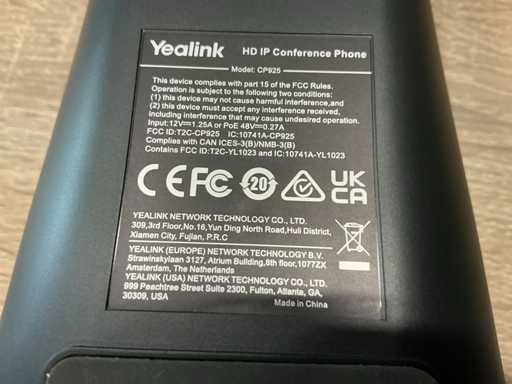 Yealink HD IP Conference Phone
Model: CP925
This device complies with part 15 of the FCC Rules.
Operation is subject to the following two conditions:
(1) this device may not cause harmful interference,and
(2) this device must accept any interference received,
including interference that may cause undesired operation.
Input:12V⎓1.25A or PoE 48V⎓0.27A
FCC ID:T2C-CP925 IC:10741A-CP925
Complies with CAN ICES-3(B)/NMB-3(B)
Contains FCC ID:T2C-YL1023 and IC:10741A-YL1023
CE FC 20 UK CA
YEALINK NETWORK TECHNOLOGY CO., LTD.
309,3rd Floor,No.16,Yun Ding North Road,Huli District,
Xiamen City, Fujian, P.R.C
YEALINK (EUROPE) NETWORK TECHNOLOGY B.V.
Strawinskylaan 3127, Atrium Building,8th floor,1077ZX
Amsterdam, The Netherlands
YEALINK (USA) NETWORK TECHNOLOGY CO., LTD.
999 Peachtree Street Suite 2300, Fulton, Atlanta, GA,
30309, USA
Made in China